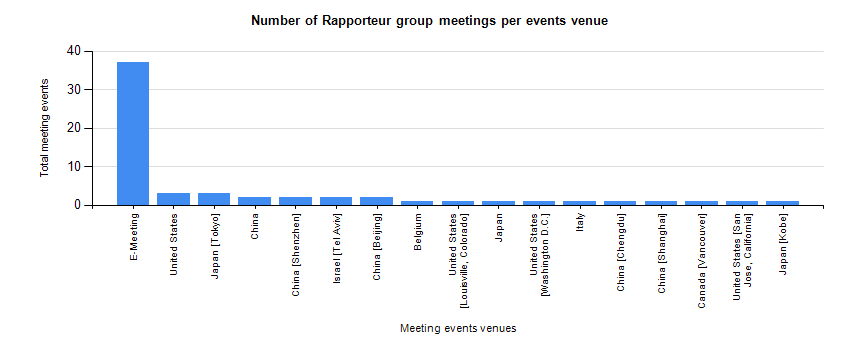 Number of Rapporteur group meetings per events venue
Total meeting events
40
30
20
10
0
E-Meeting
United States
Japan [Tokyo]
China
China [Shenzhen]
Israel [Tel Aviv]
China [Beijing]
Belgium
United States
[Louisville, Colorado]
Japan
United States
[Washington D.C.]
Italy
China [Chengdu]
China [Shanghai]
Canada [Vancouver]
United States [San
Jose, California]
Japan [Kobe]
Meeting events venues